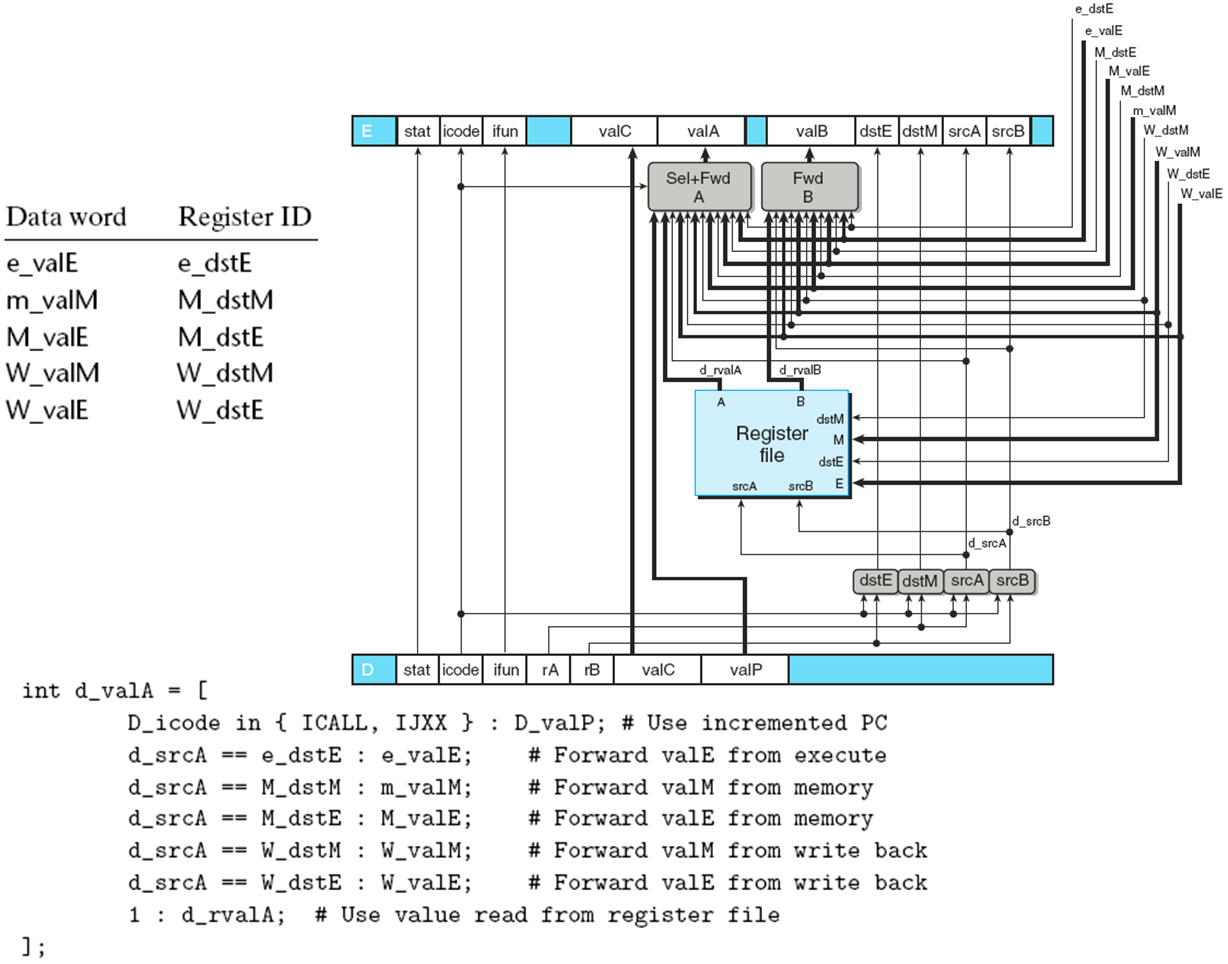 e_dstE
e_valE
M_dstE
M_valE
M_dstM
m_valM
W_dstM
W_valM
W_dstE
W_valE
E stat icode ifun valC valA valB dstE dstM srcA srcB
Sel+Fwd
A
Fwd
B
Data word Register ID
e_valE e_dstE
m_valM M_dstM
M_valE M_dstE
W_valM W_dstM
W_valE W_dstE
d_rvalA d_rvalB
A B
dstM
Register
file
M
dstE
srcA srcB E
d_srcB
d_srcA
dstE dstM srcA srcB
D stat icode ifun rA rB valC valP
int d_valA = [
D_icode in { ICALL, IJXX } : D_valP; # Use incremented PC
d_srcA == e_dstE : e_valE; # Forward valE from execute
d_srcA == M_dstM : m_valM; # Forward valM from memory
d_srcA == M_dstE : M_valE; # Forward valE from memory
d_srcA == W_dstM : W_valM; # Forward valM from write back
d_srcA == W_dstE : W_valE; # Forward valE from write back
1 : d_rvalA; # Use value read from register file
];